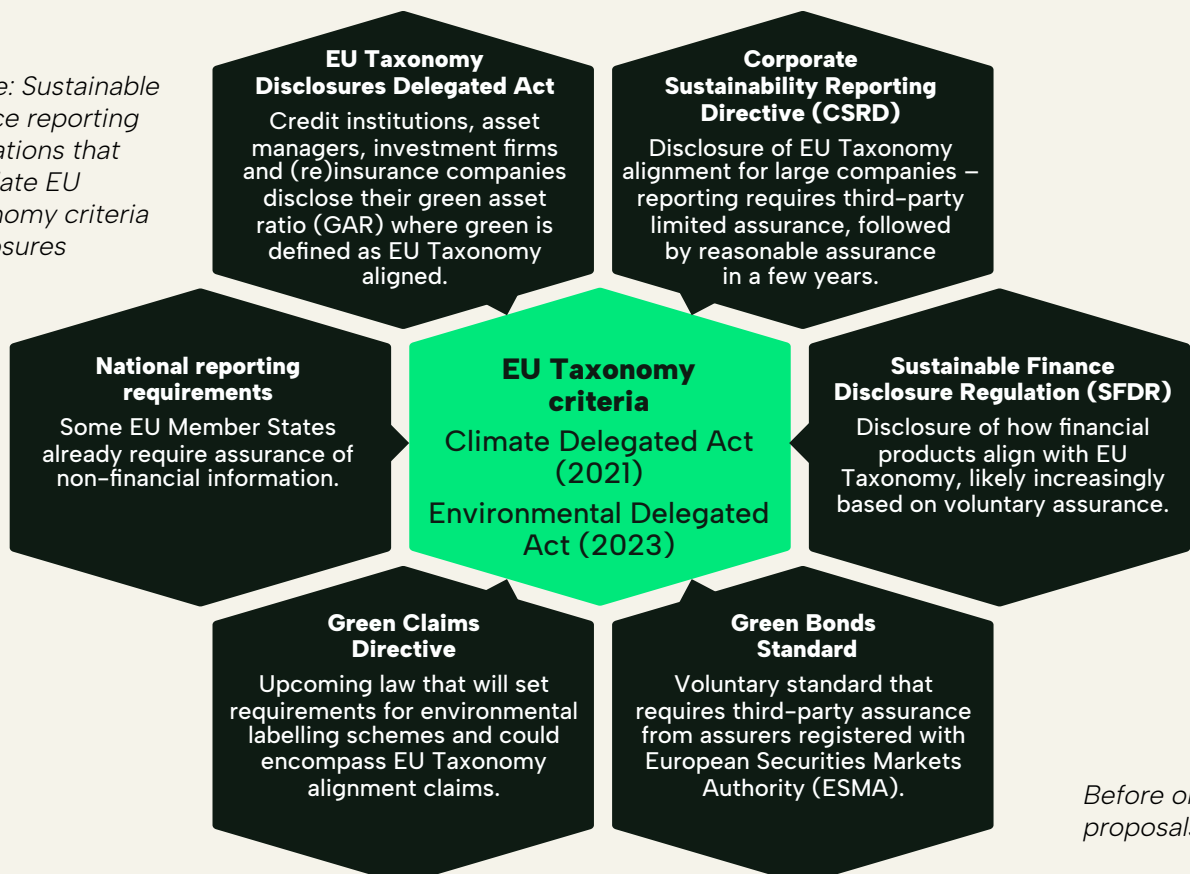 EU Taxonomy
Disclosures Delegated Act
Credit institutions, asset
managers, investment firms
and (re)insurance companies
disclose their green asset
ratio (GAR) where green is
defined as EU Taxonomy
aligned.
Corporate
Sustainability Reporting
Directive (CSRD)
Disclosure of EU Taxonomy
alignment for large companies –
reporting requires third-party
limited assurance, followed
by reasonable assurance
in a few years.
: Sustainable
reporting
that
EU
criteria
National reporting
requirements
Some EU Member States
already require assurance of
non-financial information.
EU Taxonomy
criteria
Climate Delegated Act
(2021)
Environmental Delegated
Act (2023)
Sustainable Finance
Disclosure Regulation (SFDR)
Disclosure of how financial
products align with EU
Taxonomy, likely increasingly
based on voluntary assurance.
Green Claims
Directive
Upcoming law that will set
requirements for environmental
labelling schemes and could
encompass EU Taxonomy
alignment claims.
Green Bonds
Standard
Voluntary standard that
requires third-party assurance
from assurers registered with
European Securities Markets
Authority (ESMA).
Before